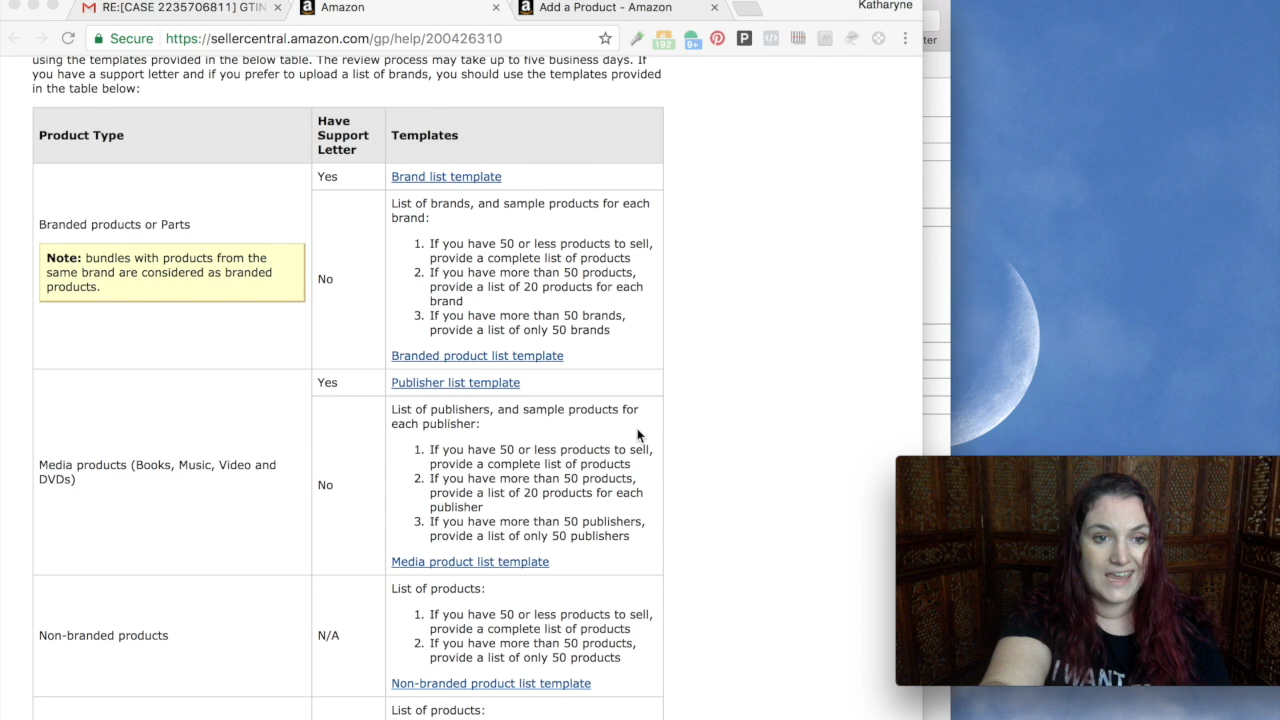 RE:[CASE 2235706811] GTIN
Amazon
Add a Product - Amazon
Katharyne
Secure
https://sellercentral.amazon.com/gp/help/200426310
192
9+
P
ter
using the templates provided in the below table. The review process may take up to five business days. If
you have a support letter and if you prefer to upload a list of brands, you should use the templates provided
in the table below:
Product Type
Have
Support
Letter
Templates
Branded products or Parts
Note: bundles with products from the
same brand are considered as branded
products.
Yes
Brand list template
No
List of brands, and sample products for each
brand:
1. If you have 50 or less products to sell,
provide a complete list of products
2. If you have more than 50 products,
provide a list of 20 products for each
brand
3. If you have more than 50 brands,
provide a list of only 50 brands
Branded product list template
Media products (Books, Music, Video and
DVDs)
Yes
Publisher list template
No
List of publishers, and sample products for
each publisher:
1. If you have 50 or less products to sell,
provide a complete list of products
2. If you have more than 50 products,
provide a list of 20 products for each
publisher
3. If you have more than 50 publishers,
provide a list of only 50 publishers
Media product list template
Non-branded products
N/A
List of products:
1. If you have 50 or less products to sell,
provide a complete list of products
2. If you have more than 50 products,
provide a list of only 50 products
Non-branded product list template
List of products:
I WANT